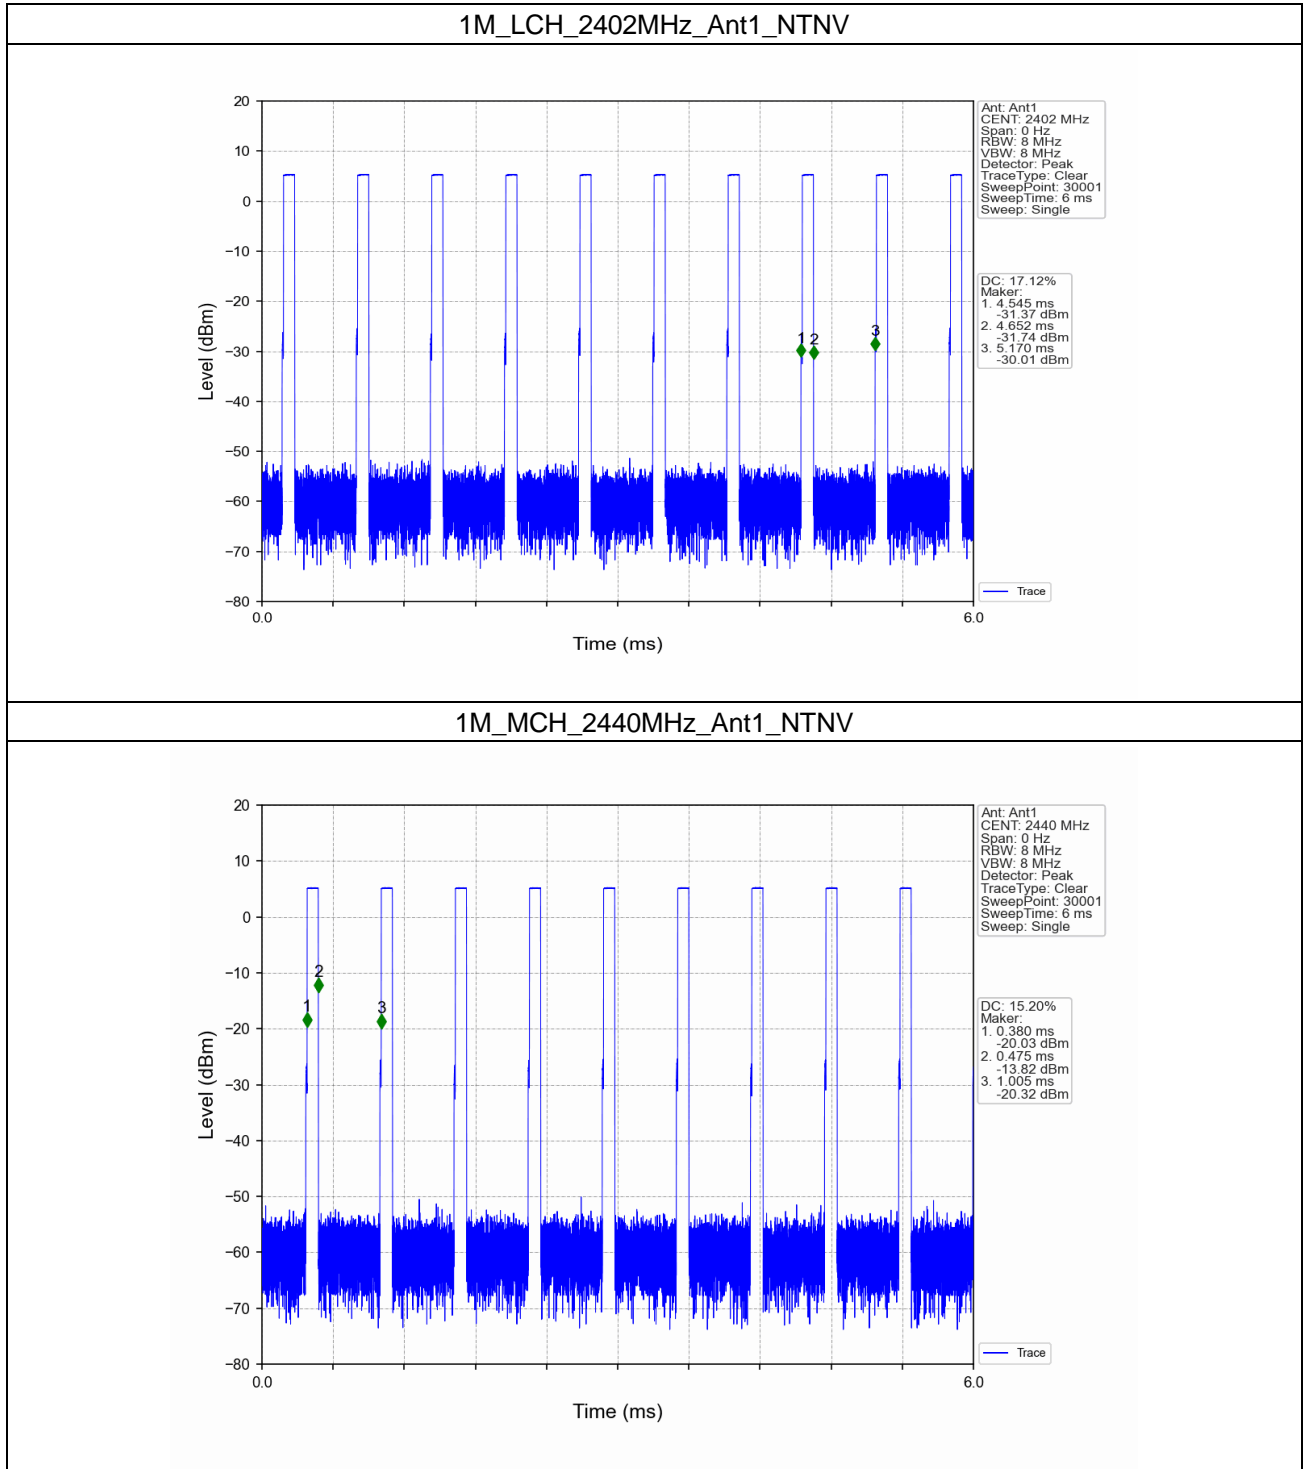 1M_LCH_2402MHz_Ant1_NTNV
20
10
0
−10
−20
−30
−40
−50
−60
−70
−80
Level (dBm)
0.0
6.0
Time (ms)
1
2
3
Ant: Ant1
CENT: 2402 MHz
Span: 0 Hz
RBW: 8 MHz
VBW: 8 MHz
Detector: Peak
TraceType: Clear
SweepPoint: 30001
SweepTime: 6 ms
Sweep: Single
DC: 17.12%
Maker:
1. 4.545 ms
-31.37 dBm
2. 4.652 ms
-31.74 dBm
3. 5.170 ms
-30.01 dBm
Trace
1M_MCH_2440MHz_Ant1_NTNV
20
10
0
−10
−20
−30
−40
−50
−60
−70
−80
Level (dBm)
0.0
6.0
Time (ms)
1
2
3
Ant: Ant1
CENT: 2440 MHz
Span: 0 Hz
RBW: 8 MHz
VBW: 8 MHz
Detector: Peak
TraceType: Clear
SweepPoint: 30001
SweepTime: 6 ms
Sweep: Single
DC: 15.20%
Maker:
1. 0.380 ms
-20.03 dBm
2. 0.475 ms
-13.82 dBm
3. 1.005 ms
-20.32 dBm
Trace